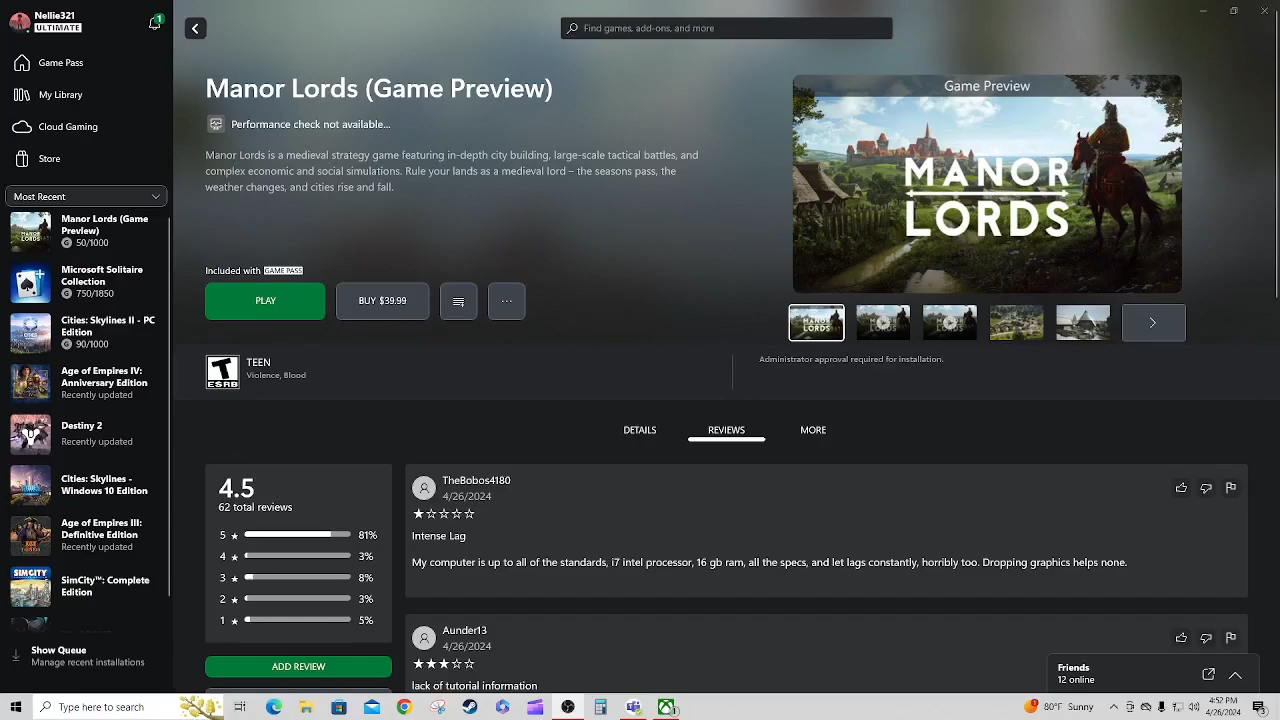 Nellie321
ULTIMATE
1
Game Pass
My Library
Cloud Gaming
Store
Most Recent
Manor Lords (Game
Preview)
G 50/1000
Microsoft Solitaire
Collection
G 750/1850
Cities: Skylines II - PC
Edition
G 90/1000
Age of Empires IV:
Anniversary Edition
Recently updated
Destiny 2
Recently updated
Cities: Skylines -
Windows 10 Edition
Age of Empires III:
Definitive Edition
Recently updated
SIMCITY
SimCity™: Complete
Edition
Show Queue
Manage recent installations
Find games, add-ons, and more
Manor Lords (Game Preview)
Performance check not available...
Manor Lords is a medieval strategy game featuring in-depth city building, large-scale tactical battles, and
complex economic and social simulations. Rule your lands as a medieval lord – the seasons pass, the
weather changes, and cities rise and fall.
Included with GAME PASS
PLAY
BUY $39.99
Game Preview
MANOR
LORDS
T
ESRB
TEEN
Violence, Blood
Administrator approval required for installation.
DETAILS
REVIEWS
MORE
4.5
62 total reviews
5 ★ 81%
4 ★ 3%
3 ★ 8%
2 ★ 3%
1 ★ 5%
ADD REVIEW
TheBobos4180
4/26/2024
★☆☆☆☆
Intense Lag
My computer is up to all of the standards, i7 intel processor, 16 gb ram, all the specs, and let lags constantly, horribly too. Dropping graphics helps none.
Aunder13
4/26/2024
★★★☆☆
lack of tutorial information
Friends
12 online
Type here to search
80°F Sunny
4:52 PM
4/26/2024